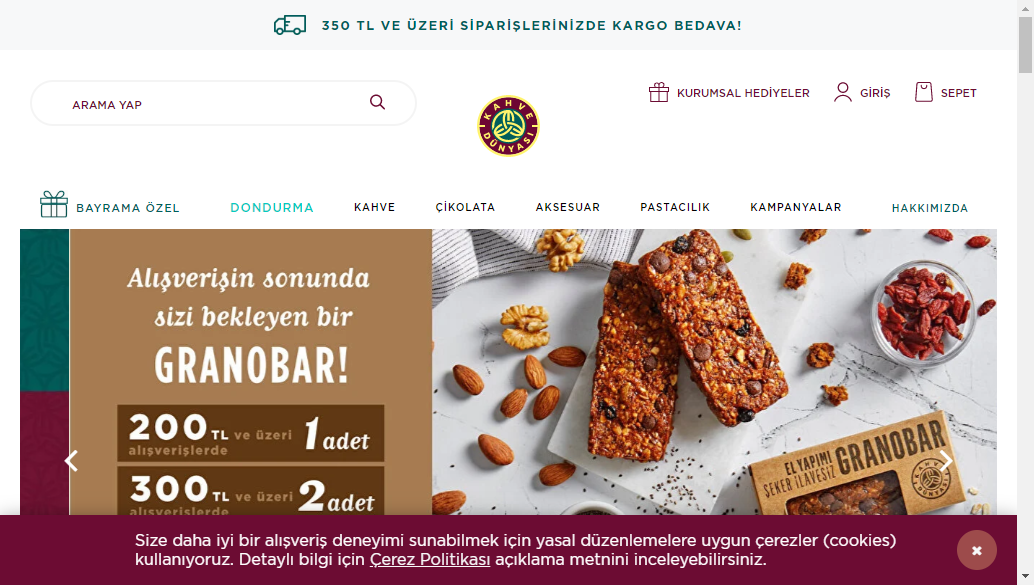 350 TL VE ÜZERİ SİPARİŞLERİNİZDE KARGO BEDAVA!
ARAMA YAP
KURUMSAL HEDİYELER
GİRİŞ
SEPET
KAHVE DÜNYASI
BAYRAMA ÖZEL
DONDURMA
KAHVE
ÇİKOLATA
AKSESUAR
PASTACILIK
KAMPANYALAR
HAKKIMIZDA
Alışverişin sonunda
sizi bekleyen bir
GRANOBAR!
200 TL ve üzeri
alışverişlerde
1 adet
300 TL ve üzeri
alışverişlerde
2 adet
EL YAPIMI
ŞEKER İLAVESİZ
GRANOBAR
KAHVE DÜNYASI
Size daha iyi bir alışveriş deneyimi sunabilmek için yasal düzenlemelere uygun çerezler (cookies)
kullanıyoruz. Detaylı bilgi için Çerez Politikası açıklama metnini inceleyebilirsiniz.